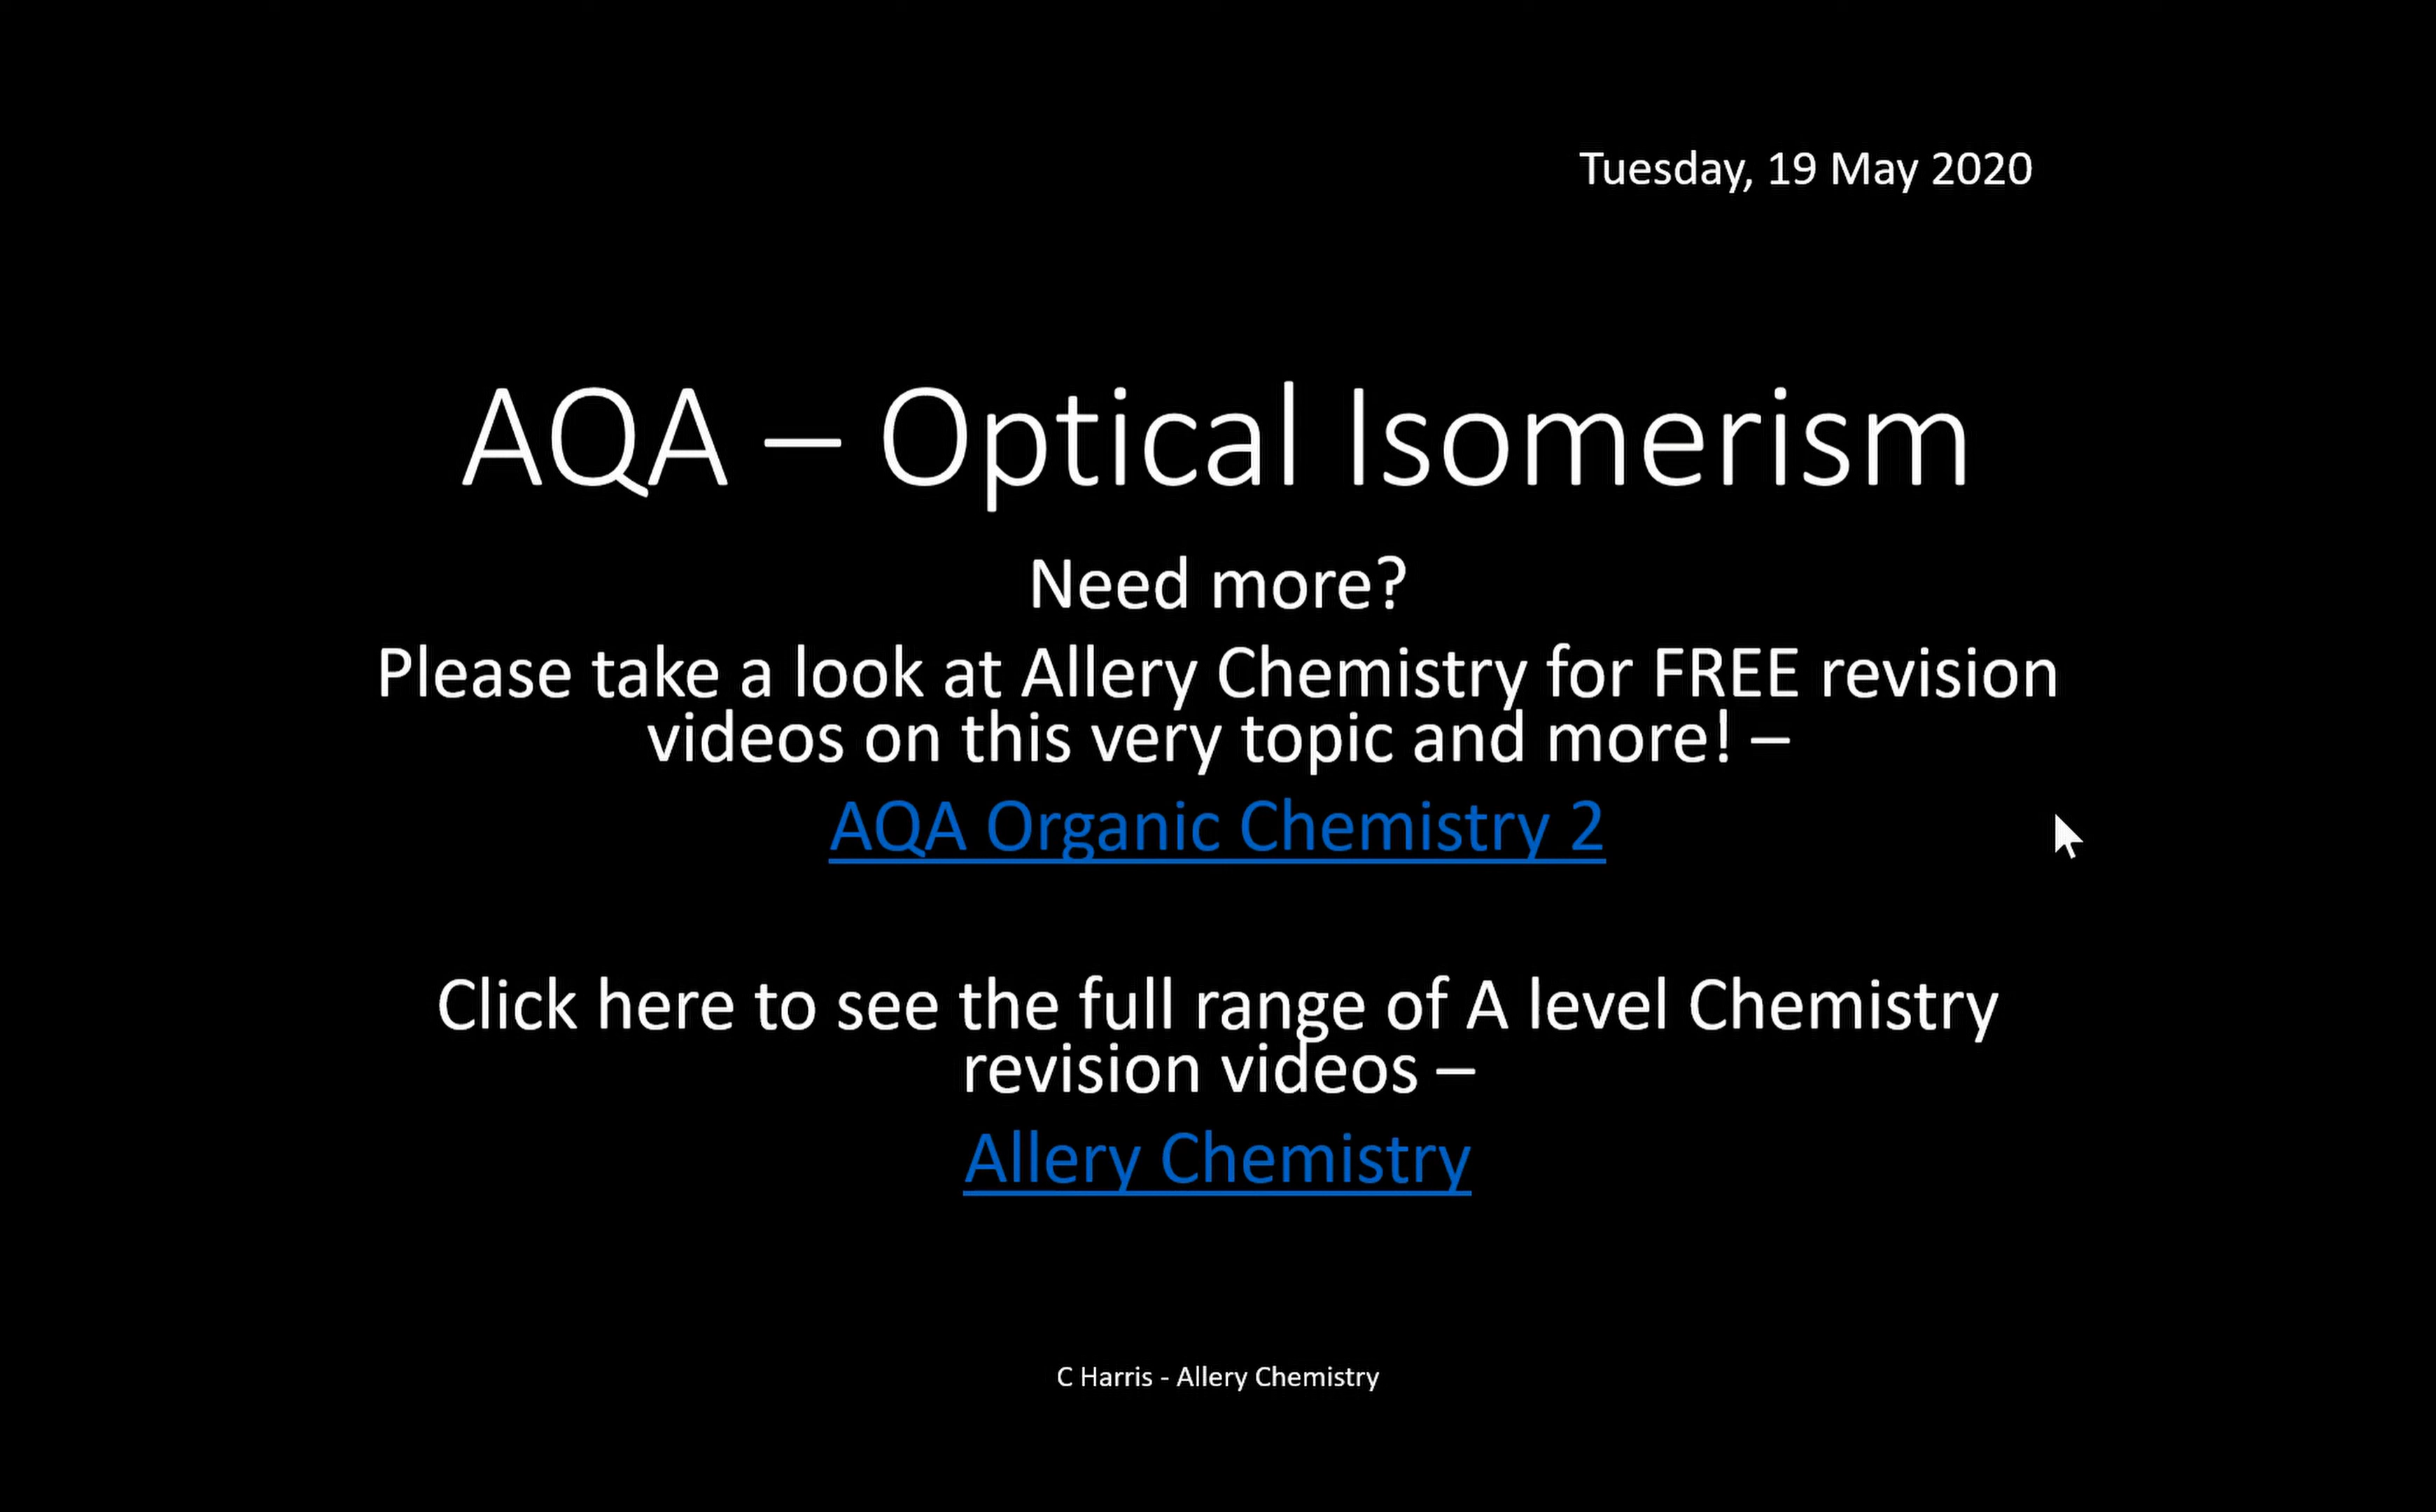 Tuesday, 19 May 2020
AQA – Optical Isomerism
Need more?
Please take a look at Allery Chemistry for FREE revision
videos on this very topic and more! –
AQA Organic Chemistry 2
Click here to see the full range of A level Chemistry
revision videos –
Allery Chemistry
C Harris - Allery Chemistry